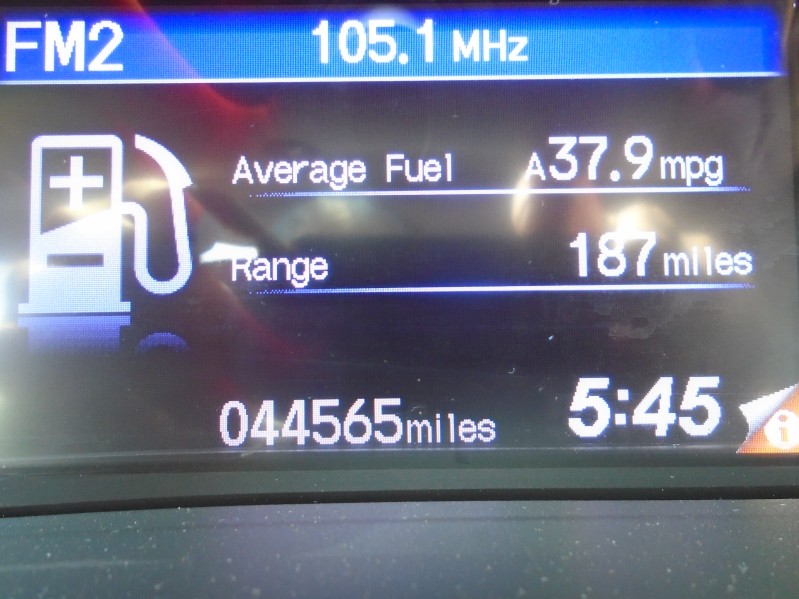 FM2 105.1 MHz
Average Fuel A37.9 mpg
Range 187 miles
044565 miles 5:45 i